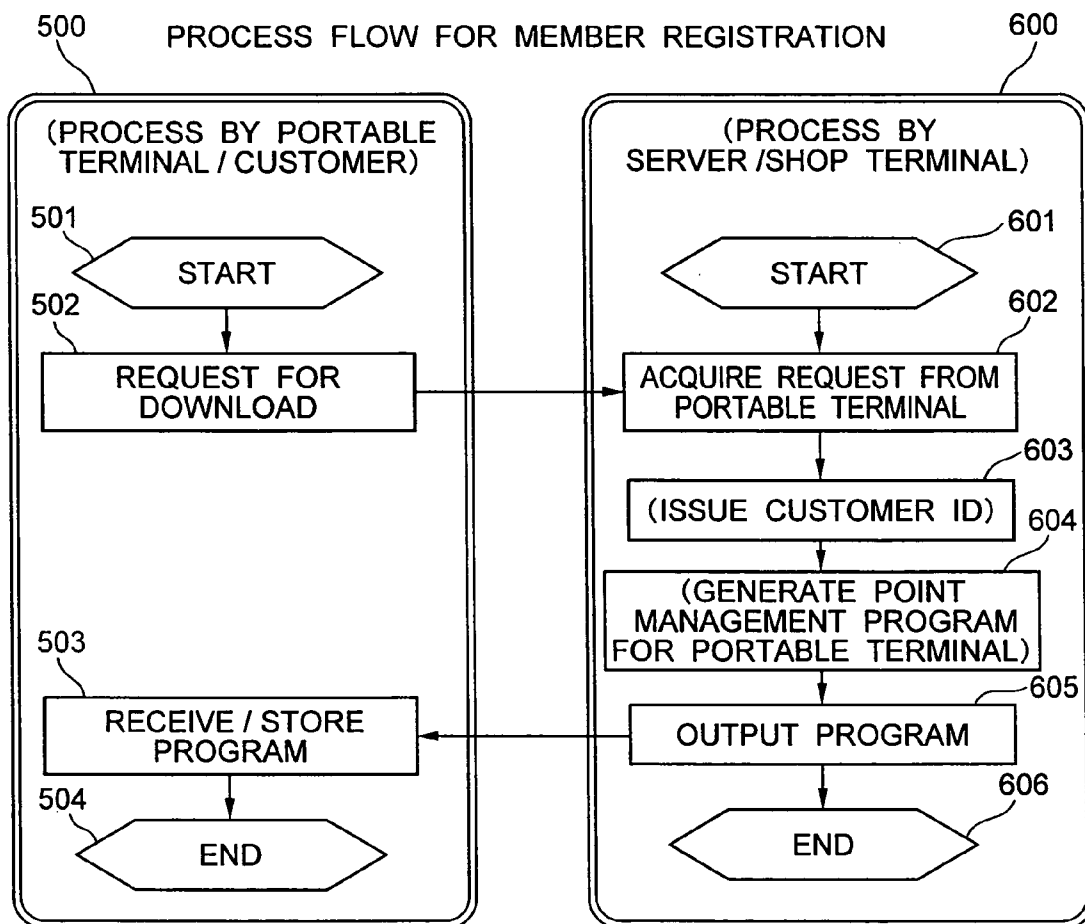 500
PROCESS FLOW FOR MEMBER REGISTRATION
600
(PROCESS BY PORTABLE
TERMINAL / CUSTOMER)
501
START
502
REQUEST FOR
DOWNLOAD
503
RECEIVE / STORE
PROGRAM
504
END
(PROCESS BY
SERVER /SHOP TERMINAL)
601
START
602
ACQUIRE REQUEST FROM
PORTABLE TERMINAL
603
(ISSUE CUSTOMER ID)
604
(GENERATE POINT
MANAGEMENT PROGRAM
FOR PORTABLE TERMINAL)
605
OUTPUT PROGRAM
606
END